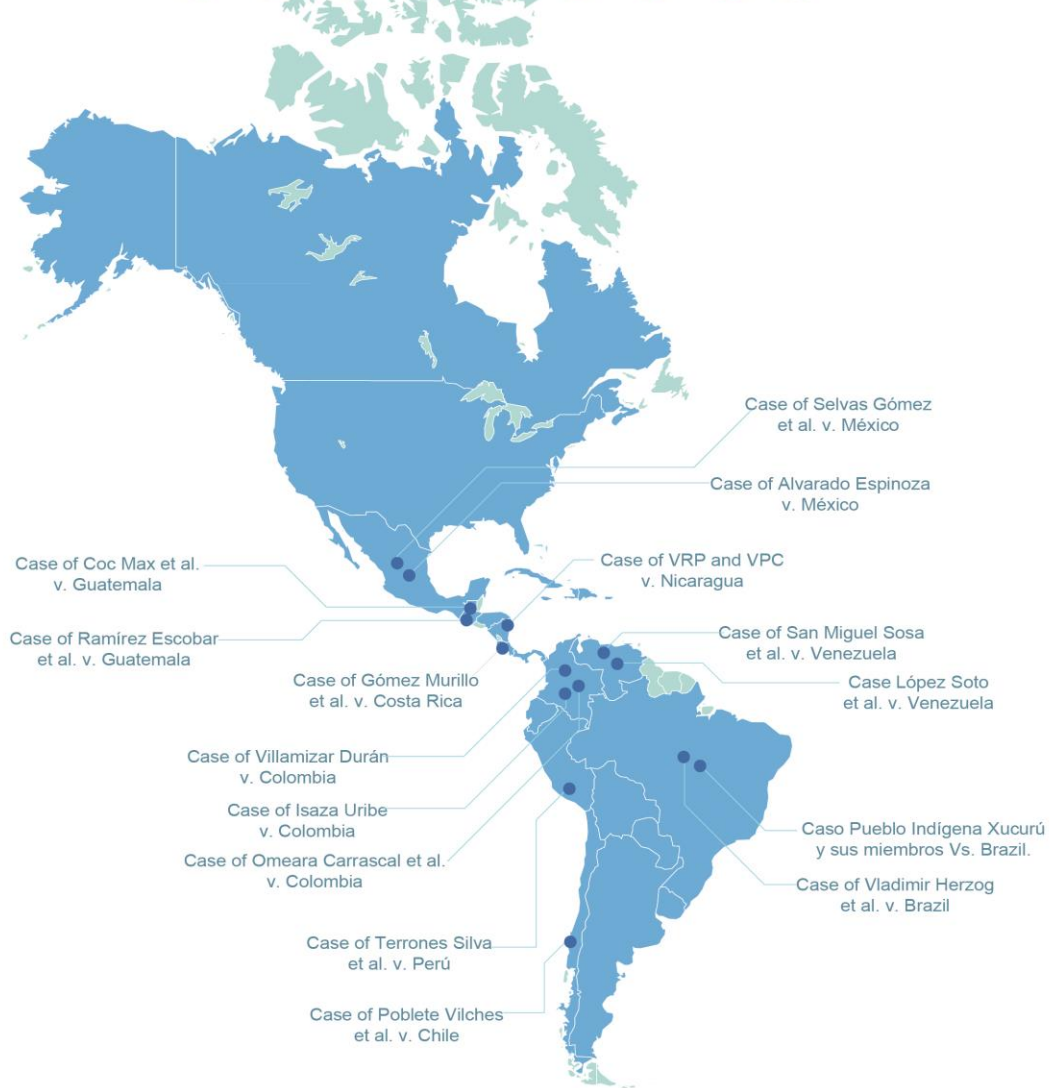 Case of Selvas Gómez
et al. v. México
Case of Alvarado Espinoza
v. México
Case of Coc Max et al.
v. Guatemala
Case of VRP and VPC
v. Nicaragua
Case of Ramírez Escobar
et al. v. Guatemala
Case of San Miguel Sosa
et al. v. Venezuela
Case of Gómez Murillo
et al. v. Costa Rica
Case López Soto
et al. v. Venezuela
Case of Villamizar Durán
v. Colombia
Case of Isaza Uribe
v. Colombia
Caso Pueblo Indígena Xucurú
y sus miembros Vs. Brazil.
Case of Omeara Carrascal et al.
v. Colombia
Case of Vladimir Herzog
et al. v. Brazil
Case of Terrones Silva
et al. v. Perú
Case of Poblete Vilches
et al. v. Chile